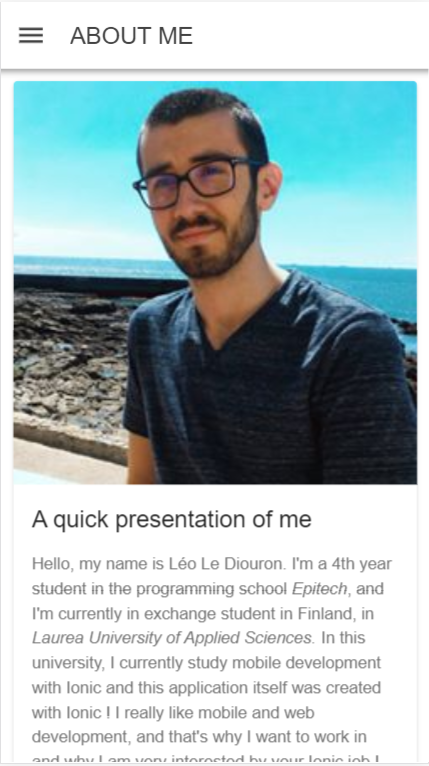 ABOUT ME
A quick presentation of me
Hello, my name is Léo Le Diouron. I'm a 4th year
student in the programming school Epitech, and
I'm currently in exchange student in Finland, in
Laurea University of Applied Sciences. In this
university, I currently study mobile development
with Ionic and this application itself was created
with Ionic ! I really like mobile and web
development, and that's why I want to work in
and why I am very interested by your Ionic job !